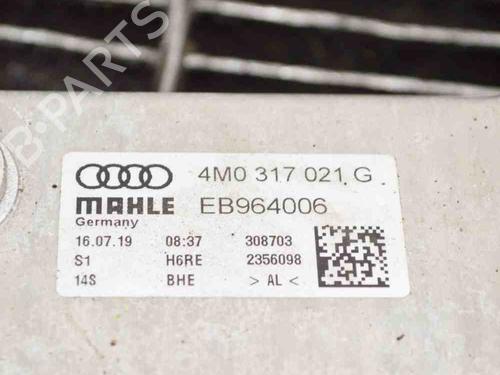 4M0 317 021 G
MAHLE EB964006
Germany
16.07.19 08:37 308703
S1 H6RE 2356098
14S BHE >AL<
B-PARTS